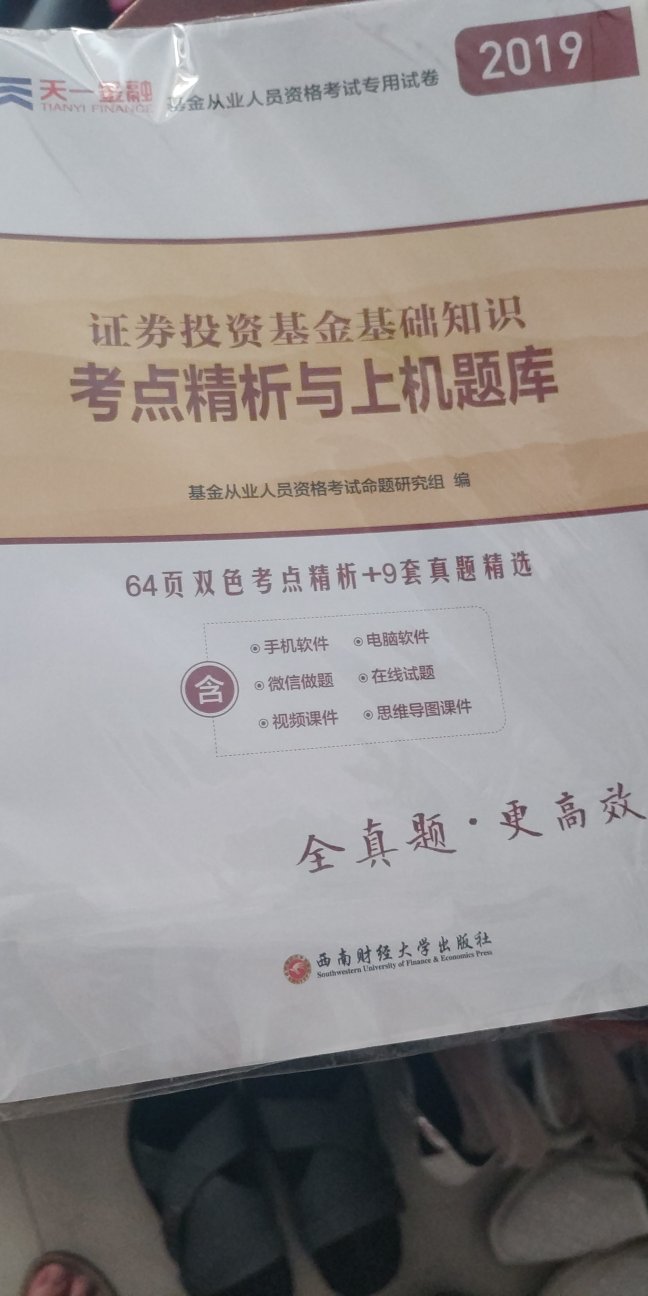 2019
天一金融
TIANYI FINANCE
基金从业人员资格考试专用试卷
证券投资基金基础知识
考点精析与上机题库
基金从业人员资格考试命题研究组 编
64页双色考点精析+9套真题精选
含
手机软件 电脑软件
微信做题 在线试题
视频课件 思维导图课件
全真题·更高效
西南财经大学出版社
Southwestern University of Finance & Economics Press